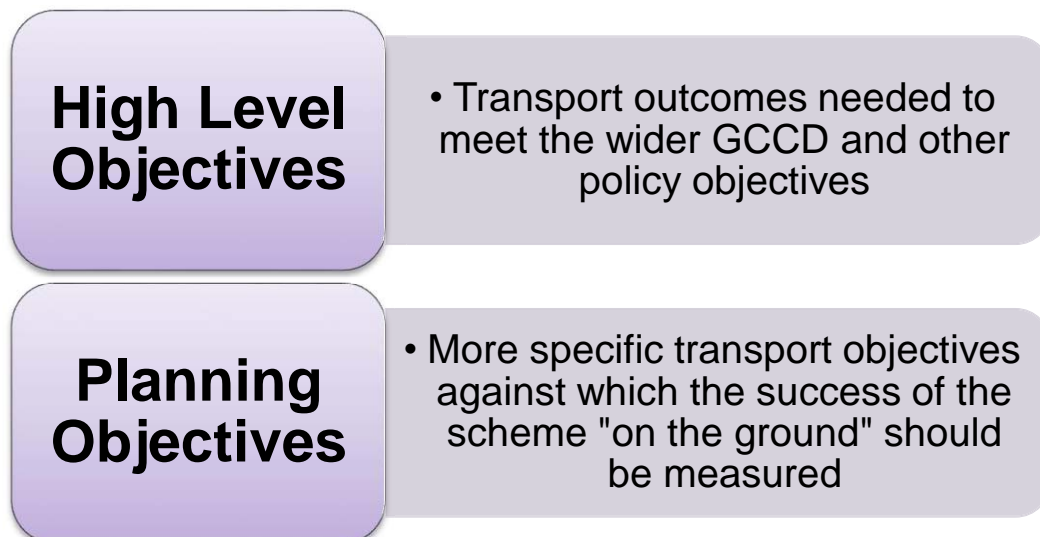 High Level
Objectives
• Transport outcomes needed to
meet the wider GCCD and other
policy objectives
Planning
Objectives
• More specific transport objectives
against which the success of the
scheme "on the ground" should
be measured